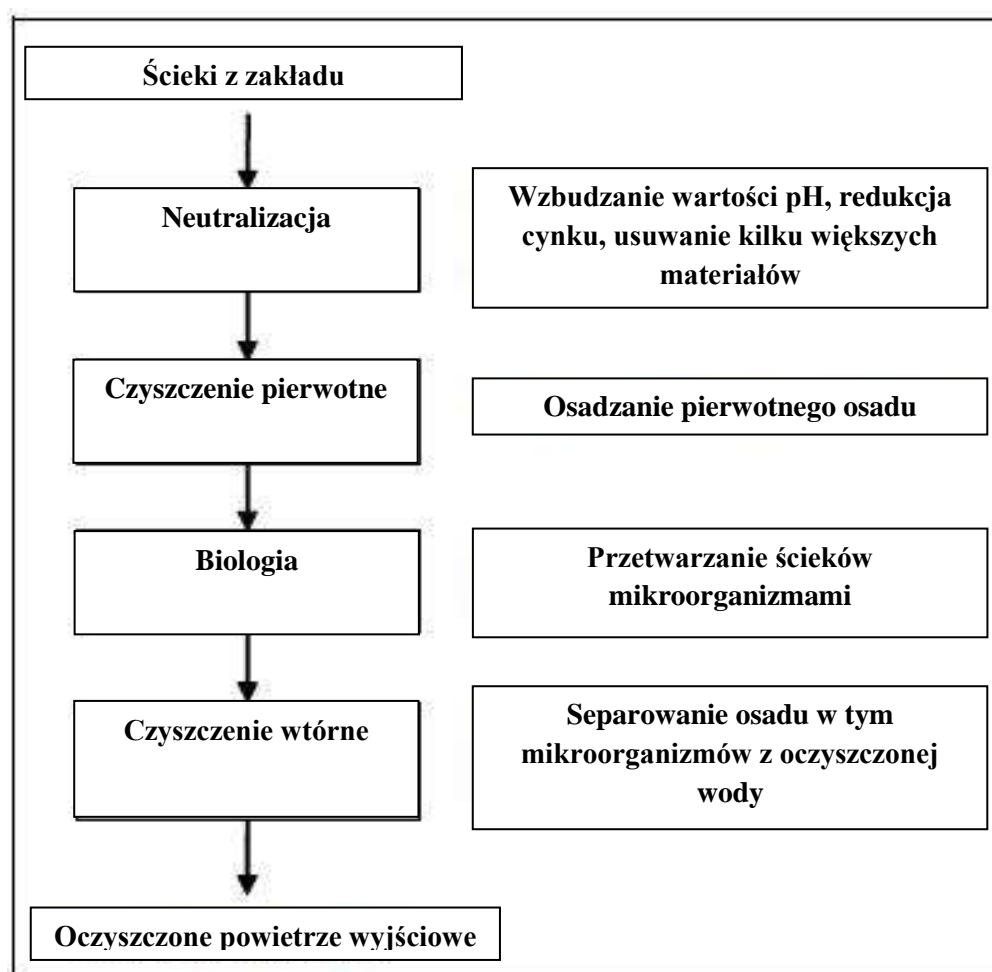 Ścieki z zakładu
Neutralizacja
Wzbudzanie wartości pH, redukcja
cynku, usuwanie kilku większych
materiałów
Czyszczenie pierwotne
Osadzanie pierwotnego osadu
Biologia
Przetwarzanie ścieków
mikroorganizmami
Czyszczenie wtórne
Separowanie osadu w tym
mikroorganizmów z oczyszczonej
wody
Oczyszczone powietrze wyjściowe